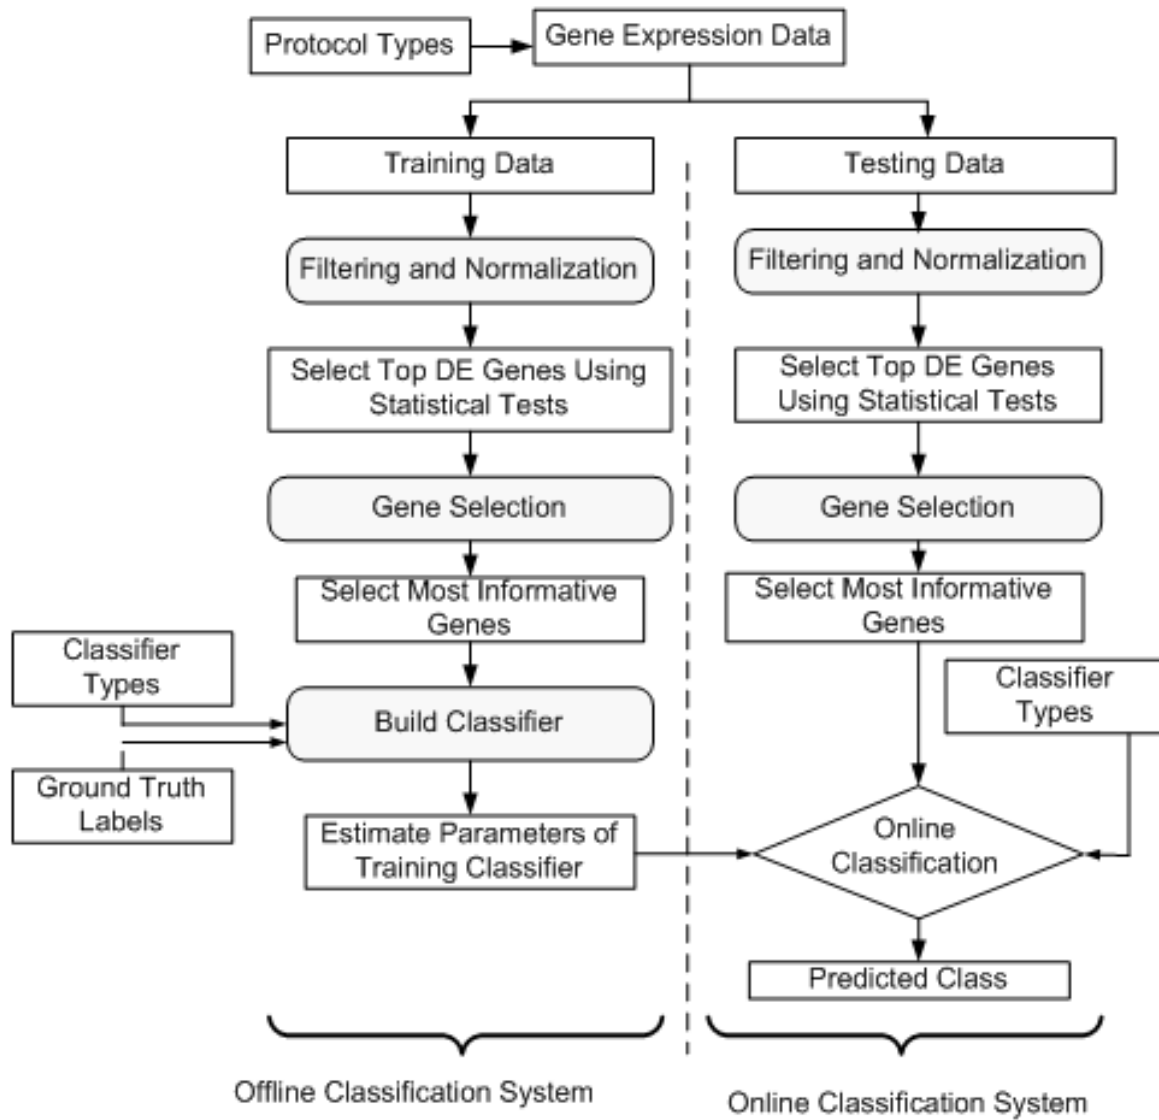 Protocol Types
Gene Expression Data
Training Data
Testing Data
Filtering and Normalization
Filtering and Normalization
Select Top DE Genes Using
Statistical Tests
Select Top DE Genes
Using Statistical Tests
Gene Selection
Gene Selection
Select Most Informative
Genes
Select Most Informative
Genes
Classifier
Types
Classifier
Types
Build Classifier
Ground Truth
Labels
Estimate Parameters of
Training Classifier
Online
Classification
Predicted Class
Offline Classification System
Online Classification System